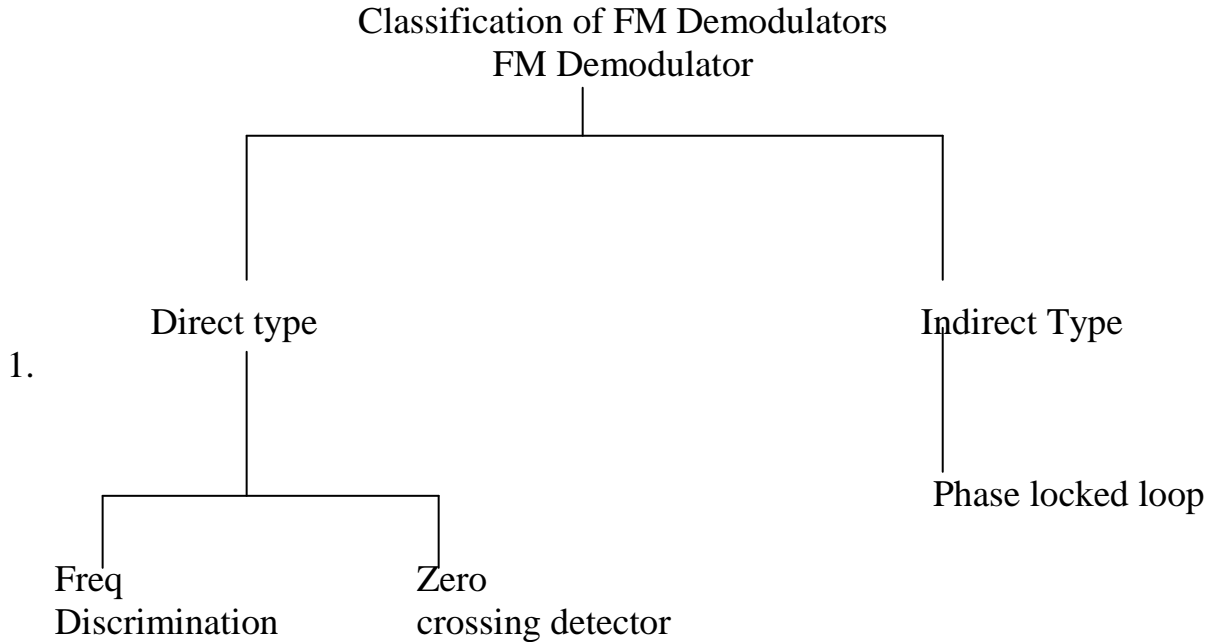 Classification of FM Demodulators
FM Demodulator
Direct type
Indirect Type
1.
Phase locked loop
Freq
Discrimination
Zero
crossing detector